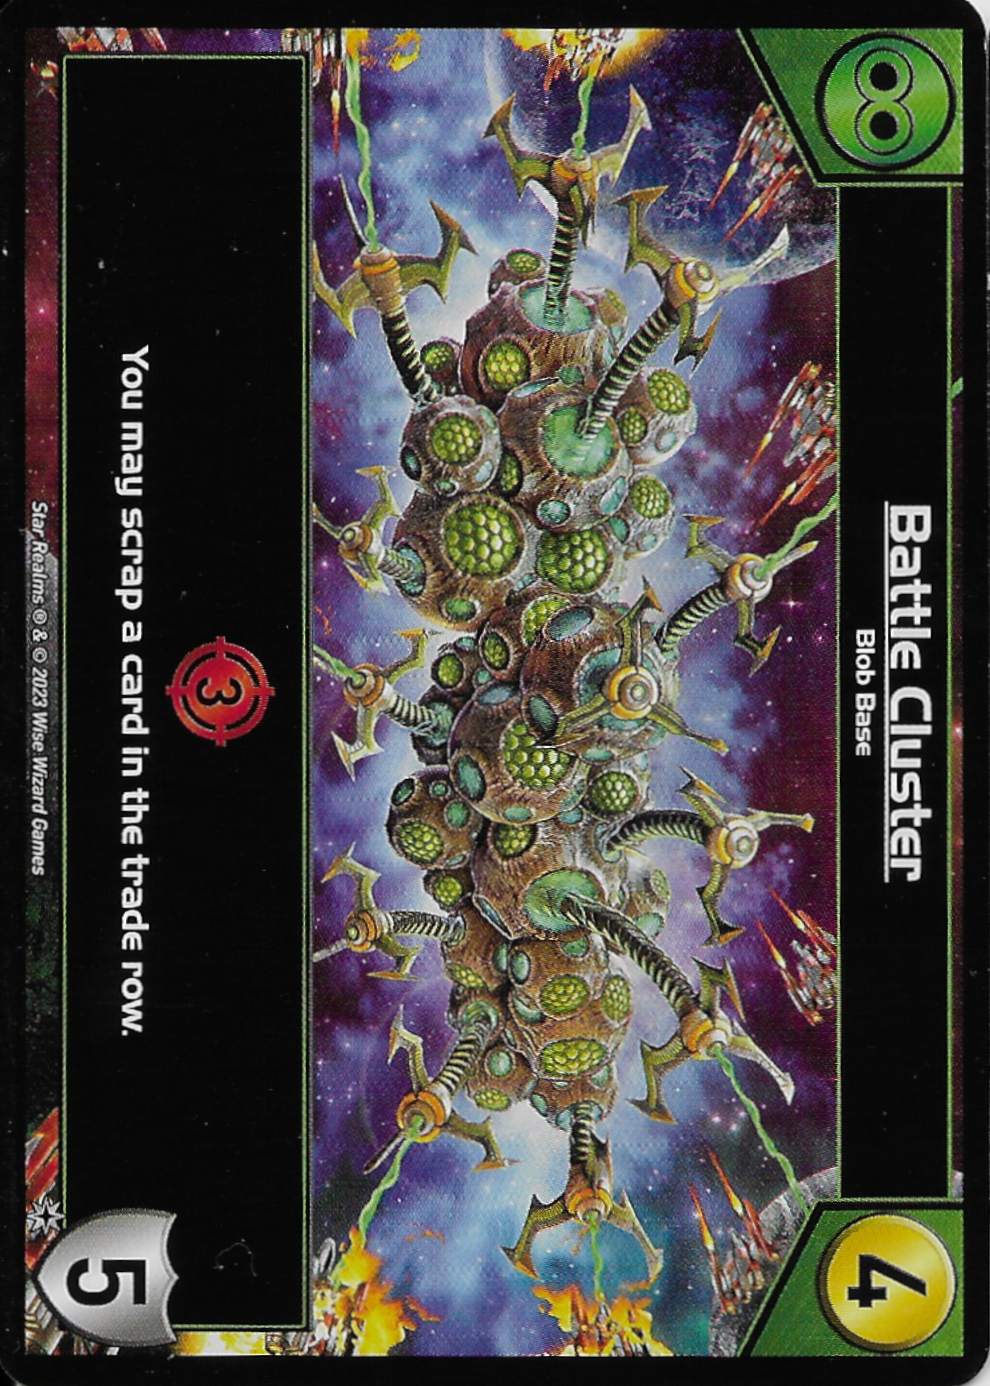 Battle Cluster
Blob Base
4
3
You may scrap a card in the trade row.
5
Star Realms ® & © 2023 Wise Wizard Games